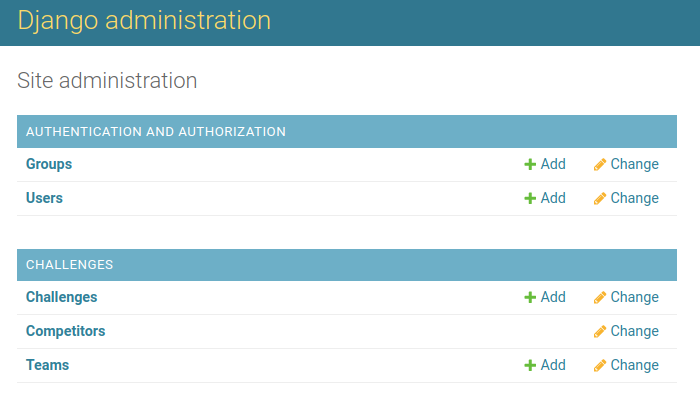 Django administration
Site administration
AUTHENTICATION AND AUTHORIZATION
Groups Add Change
Users Add Change
CHALLENGES
Challenges Add Change
Competitors Change
Teams Add Change